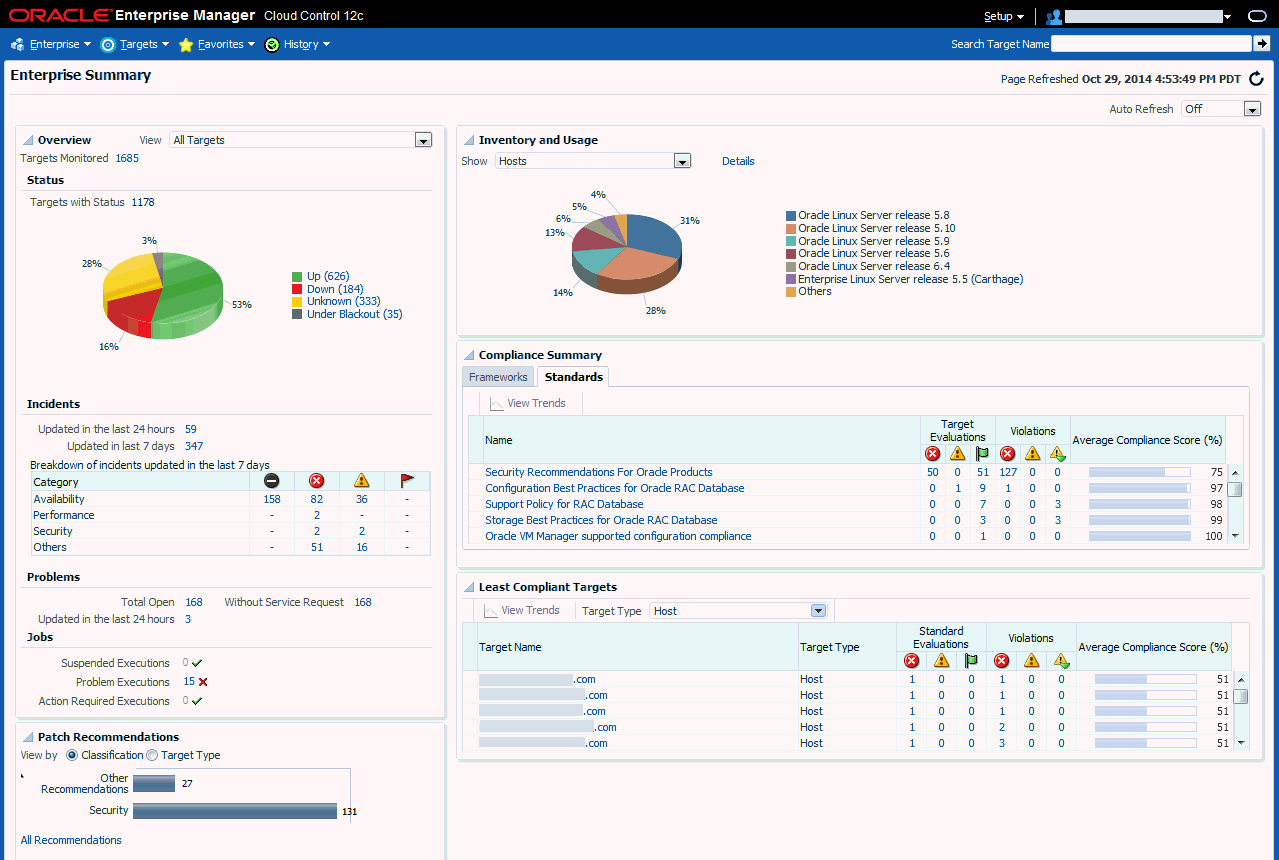 ORACLE Enterprise Manager Cloud Control 12c
Setup
Enterprise Targets Favorites History
Search Target Name
Enterprise Summary
Page Refreshed Oct 29, 2014 4:53:49 PM PDT
Auto Refresh Off
Overview View All Targets
Targets Monitored 1685
Status
Targets with Status 1178
3%
28%
53%
16%
Up (626)
Down (184)
Unknown (333)
Under Blackout (35)
Incidents
Updated in the last 24 hours 59
Updated in last 7 days 347
Breakdown of incidents updated in the last 7 days
Category
Availability 158 82 36 -
Performance - 2 - -
Security - 2 2 -
Others - 51 16 -
Problems
Total Open 168 Without Service Request 168
Updated in the last 24 hours 3
Jobs
Suspended Executions 0
Problem Executions 15
Action Required Executions 0
Patch Recommendations
View by Classification Target Type
Other
Recommendations 27
Security 131
All Recommendations
Inventory and Usage
Show Hosts Details
4%
5%
6%
13%
14%
31%
28%
Oracle Linux Server release 5.8
Oracle Linux Server release 5.10
Oracle Linux Server release 5.9
Oracle Linux Server release 5.6
Oracle Linux Server release 6.4
Enterprise Linux Server release 5.5 (Carthage)
Others
Compliance Summary
Frameworks Standards
View Trends
Name Target Evaluations Violations Average Compliance Score (%)
Security Recommendations For Oracle Products 50 0 51 127 0 0 75
Configuration Best Practices for Oracle RAC Database 0 1 9 1 0 0 97
Support Policy for RAC Database 0 0 7 0 0 3 98
Storage Best Practices for Oracle RAC Database 0 0 3 0 0 3 99
Oracle VM Manager supported configuration compliance 0 0 1 0 0 0 100
Least Compliant Targets
View Trends Target Type Host
Target Name Target Type Standard Evaluations Violations Average Compliance Score (%)
.com Host 1 0 0 1 0 0 51
.com Host 1 0 0 1 0 0 51
.com Host 1 0 0 1 0 0 51
.com Host 1 0 0 2 0 0 51
.com Host 1 0 0 3 0 0 51